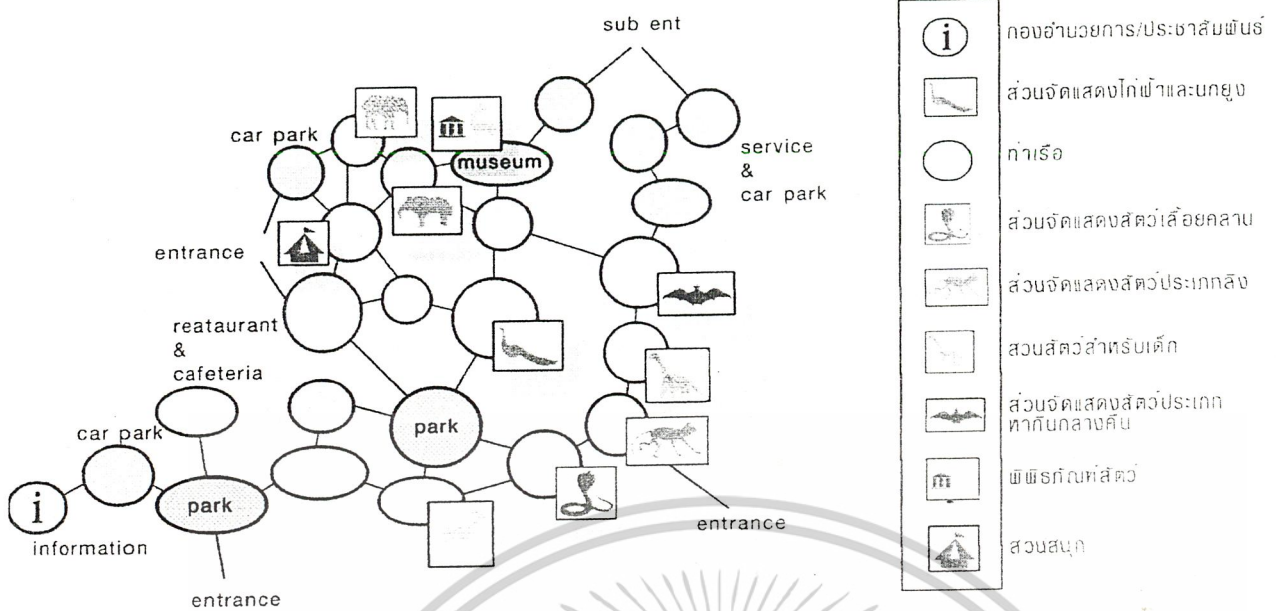 sub ent
car park
museum
service
&
car park
entrance
reataurant
&
cafeteria
park
car park
park
i
information
entrance
entrance
i
กองอำนวยการ/ประชาสัมพันธ์
ส่วนจัดแสดงไก่ฟ้าและนกยูง
ท่าเรือ
ส่วนจัดแสดงสัตว์เลื้อยคลาน
ส่วนจัดแสดงสัตว์ประเภทลิง
สวนสัตว์สำหรับเด็ก
ส่วนจัดแสดงสัตว์ประเภท
หากินกลางคืน
พิพิธภัณฑ์สัตว์
สวนสนุก